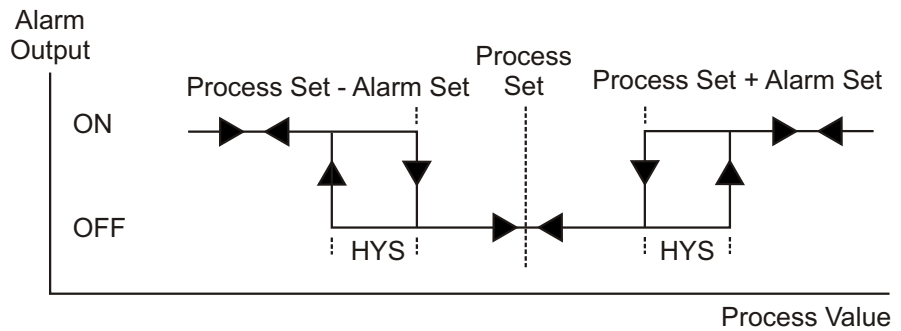 Alarm
Output
Process
Set
Process Set - Alarm Set
Process Set + Alarm Set
ON
OFF
HYS
HYS
Process Value